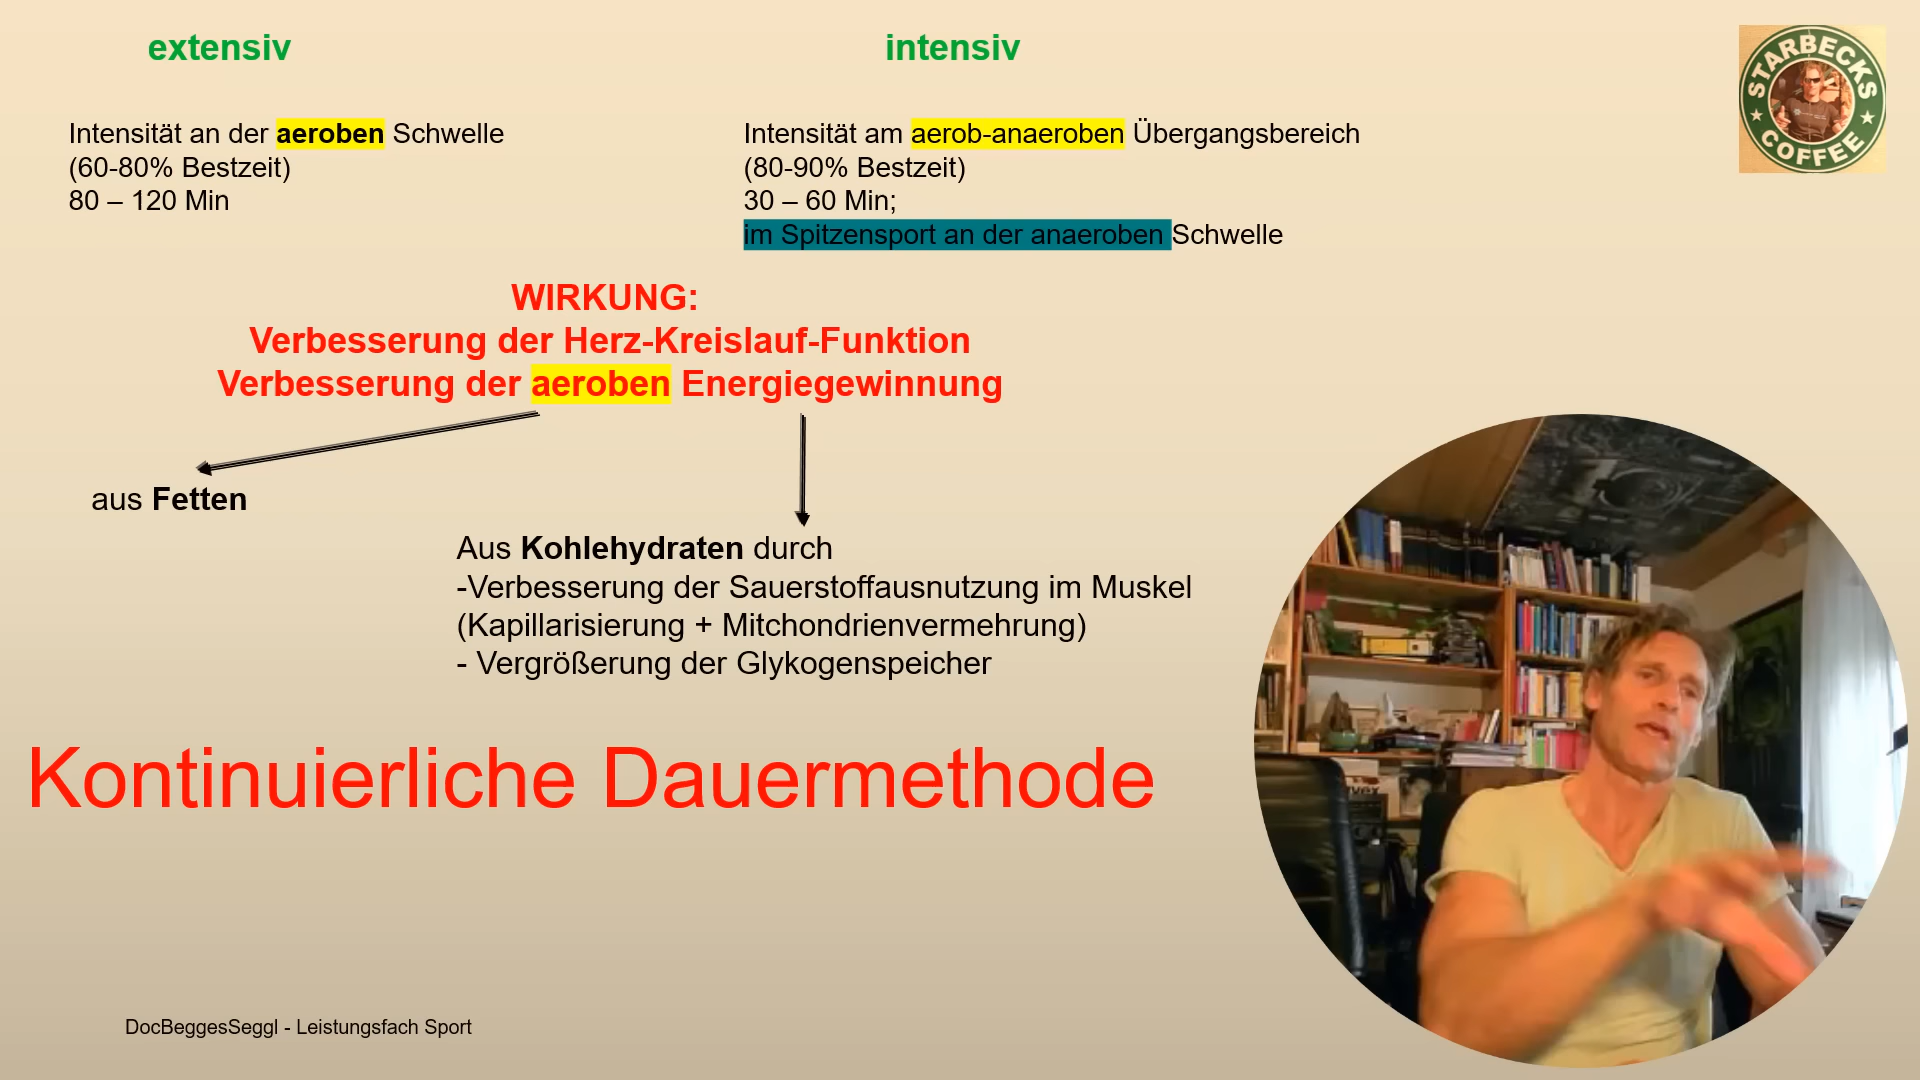 extensiv
Intensität an der aeroben Schwelle
(60-80% Bestzeit)
80 – 120 Min
intensiv
Intensität am aerob-anaeroben Übergangsbereich
(80-90% Bestzeit)
30 – 60 Min;
im Spitzensport an der anaeroben Schwelle
STARBECKS
COFFEE
WIRKUNG:
Verbesserung der Herz-Kreislauf-Funktion
Verbesserung der aeroben Energiegewinnung
aus Fetten
Aus Kohlehydraten durch
-Verbesserung der Sauerstoffausnutzung im Muskel
(Kapillarisierung + Mitchondrienvermehrung)
- Vergrößerung der Glykogenspeicher
Kontinuierliche Dauermethode
DocBeggesSeggl - Leistungsfach Sport